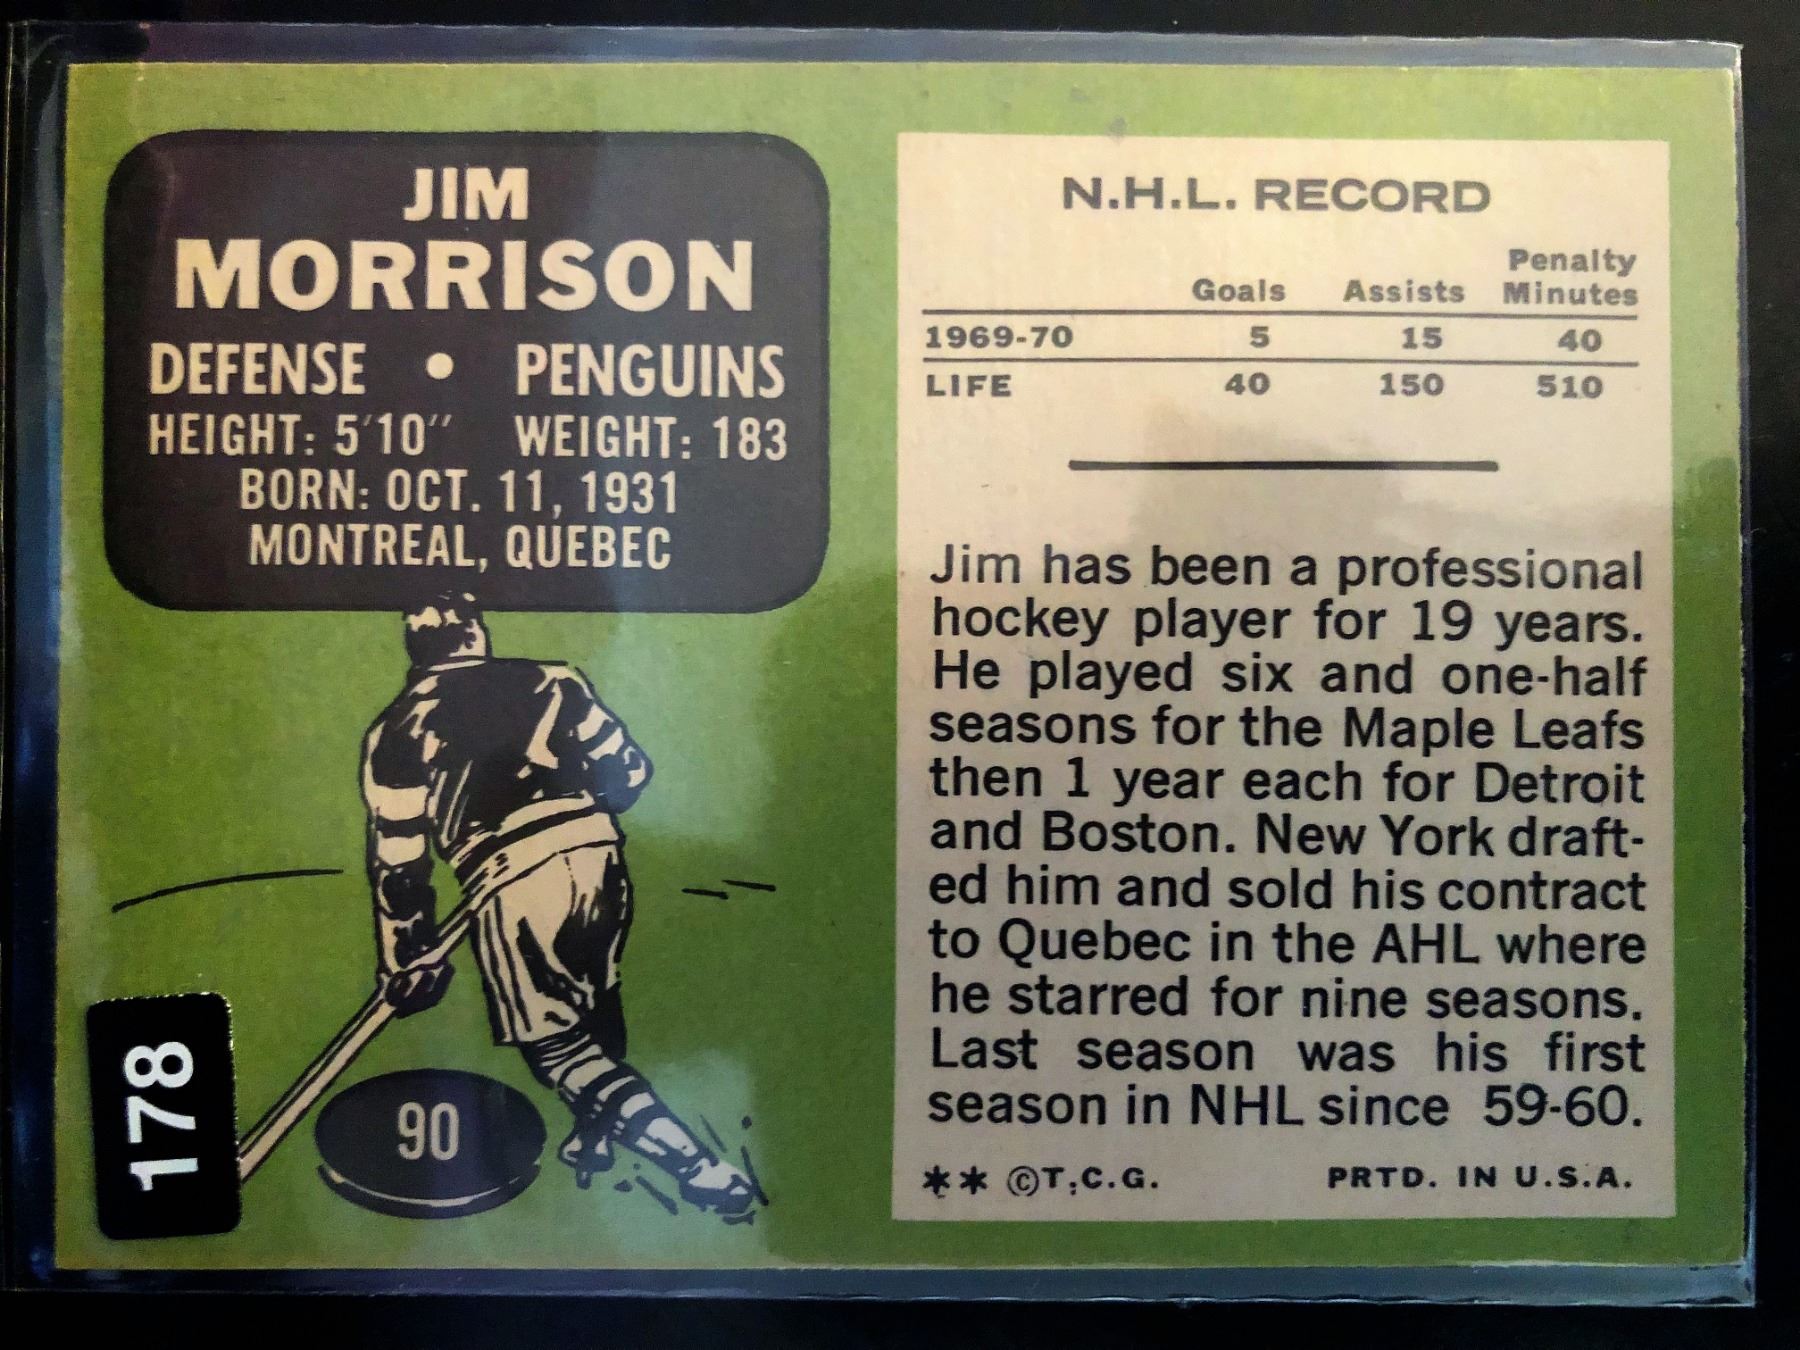 JIM
MORRISON
DEFENSE • PENGUINS
HEIGHT: 5'10" WEIGHT: 183
BORN: OCT. 11, 1931
MONTREAL, QUEBEC
178
90
N.H.L. RECORD
Penalty
Goals Assists Minutes
1969-70 5 15 40
LIFE 40 150 510
Jim has been a professional
hockey player for 19 years.
He played six and one-half
seasons for the Maple Leafs
then 1 year each for Detroit
and Boston. New York draft-
ed him and sold his contract
to Quebec in the AHL where
he starred for nine seasons.
Last season was his first
season in NHL since 59-60.
** ©T.C.G. PRTD. IN U.S.A.